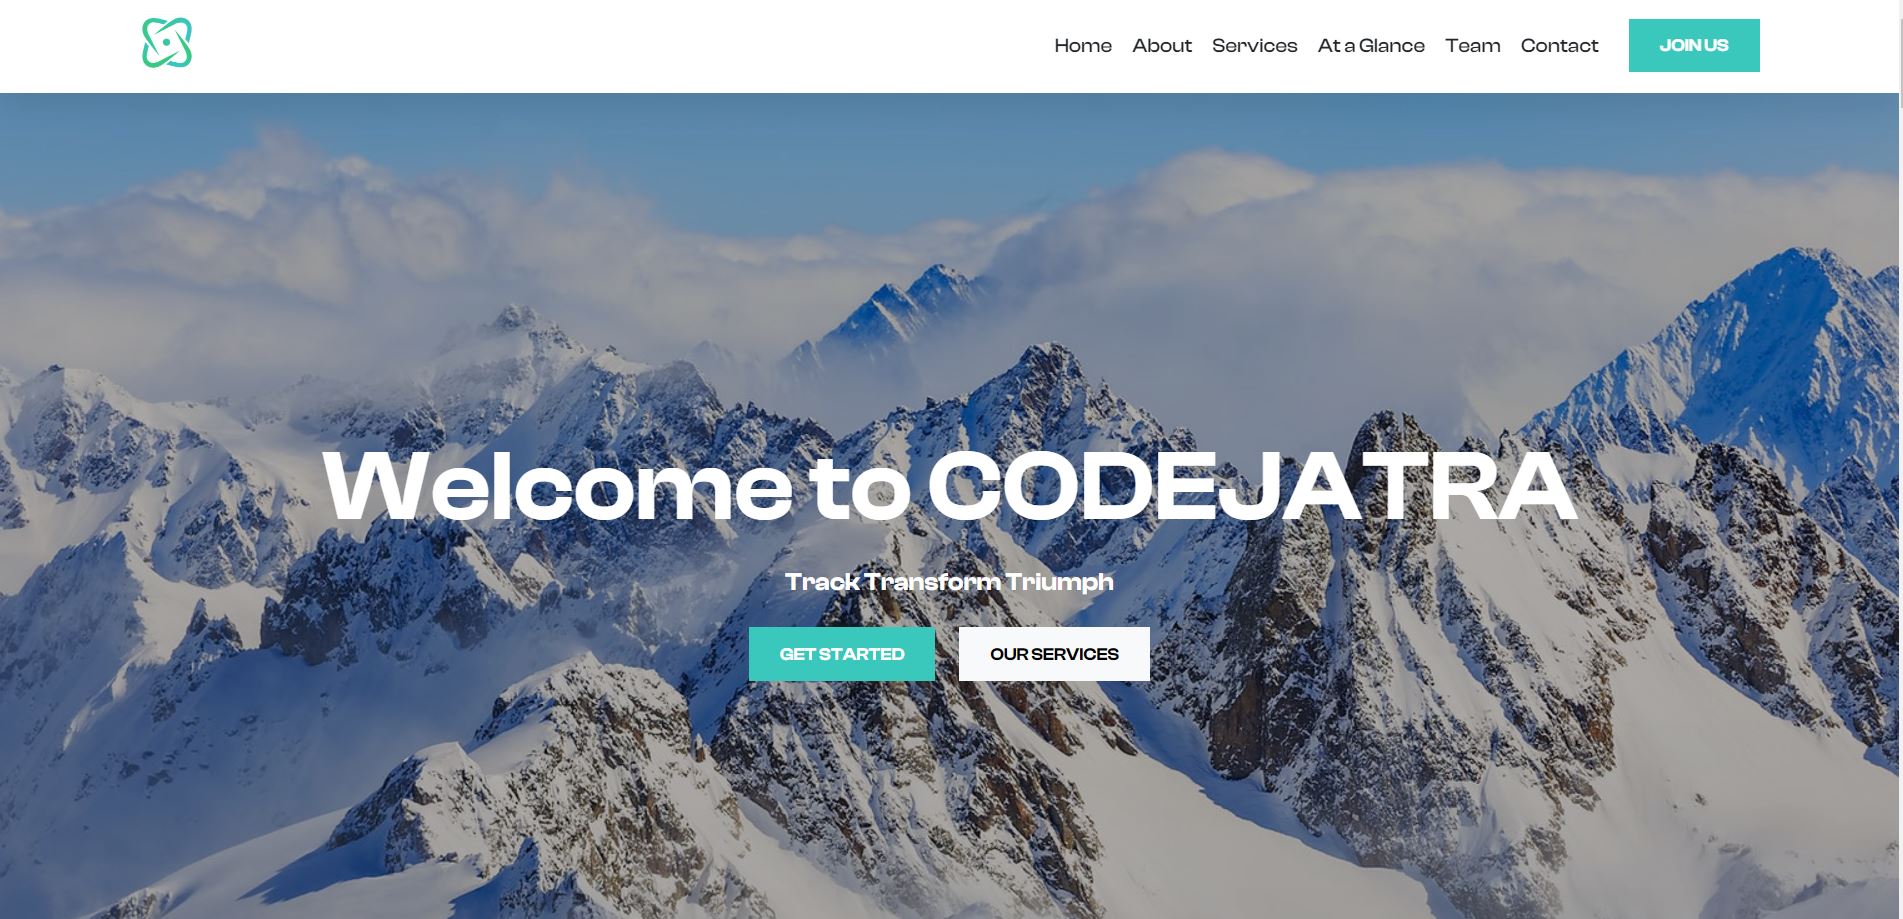 Home About Services At a Glance Team Contact JOIN US
Welcome to CODEJATRA
Track Transform Triumph
GET STARTED OUR SERVICES